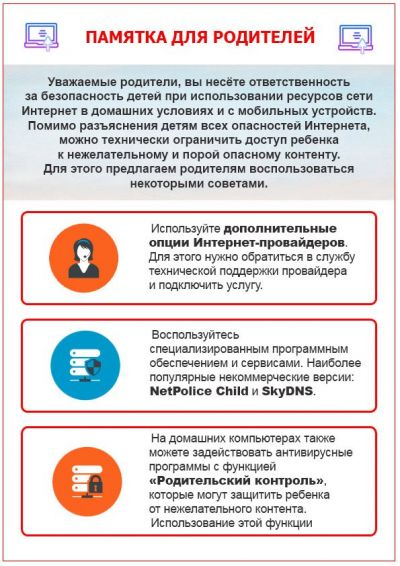 ПАМЯТКА ДЛЯ РОДИТЕЛЕЙ
Уважаемые родители, вы несёте ответственность
за безопасность детей при использовании ресурсов сети
Интернет в домашних условиях и с мобильных устройств.
Помимо разъяснения детям всех опасностей Интернета,
можно технически ограничить доступ ребенка
к нежелательному и порой опасному контенту.
Для этого предлагаем родителям воспользоваться
некоторыми советами.
Используйте дополнительные
опции Интернет-провайдеров.
Для этого нужно обратиться в службу
технической поддержки провайдера
и подключить услугу.
Воспользуйтесь
специализированным программным
обеспечением и сервисами. Наиболее
популярные некоммерческие версии:
NetPolice Child и SkyDNS.
На домашних компьютерах также
можете задействовать антивирусные
программы с функцией
«Родительский контроль»,
которые могут защитить ребенка
от нежелательного контента.
Использование этой функции